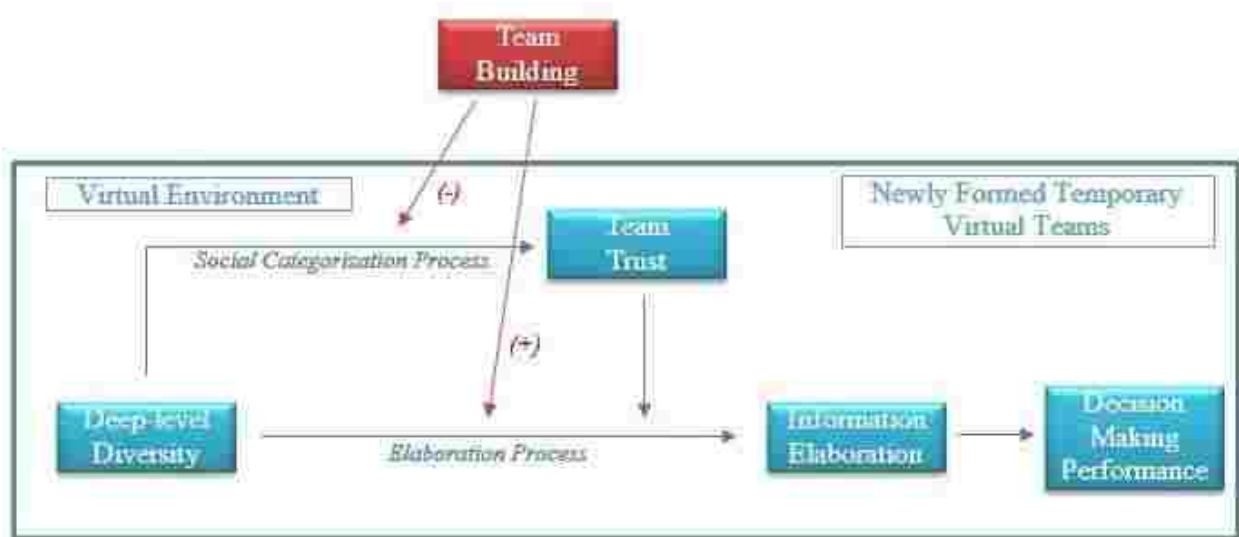 Team
Building
Virtual Environment
Newly Formed Temporary
Virtual Teams
(-)
Team
Trust
Social Categorization Process
(+)
Deep-level
Diversity
Elaboration Process
Information
Elaboration
Decision
Making
Performance